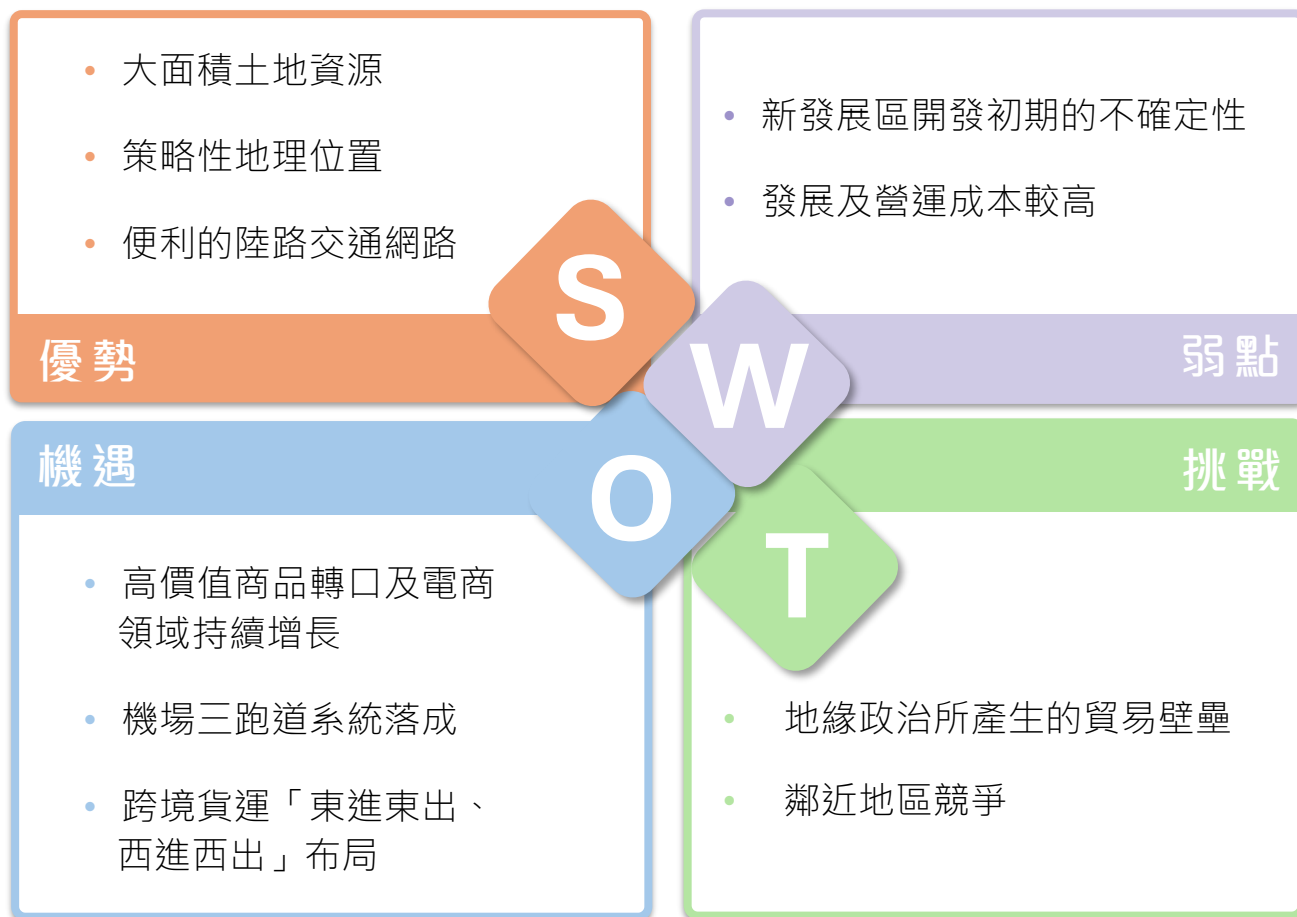 大面積土地資源
策略性地理位置
便利的陸路交通網路
S
優勢
新發展區開發初期的不確定性
發展及營運成本較高
W
弱點
機遇
O
高價值商品轉口及電商
領域持續增長
機場三跑道系統落成
跨境貨運「東進東出、
西進西出」布局
挑戰
T
地緣政治所產生的貿易壁壘
鄰近地區競爭